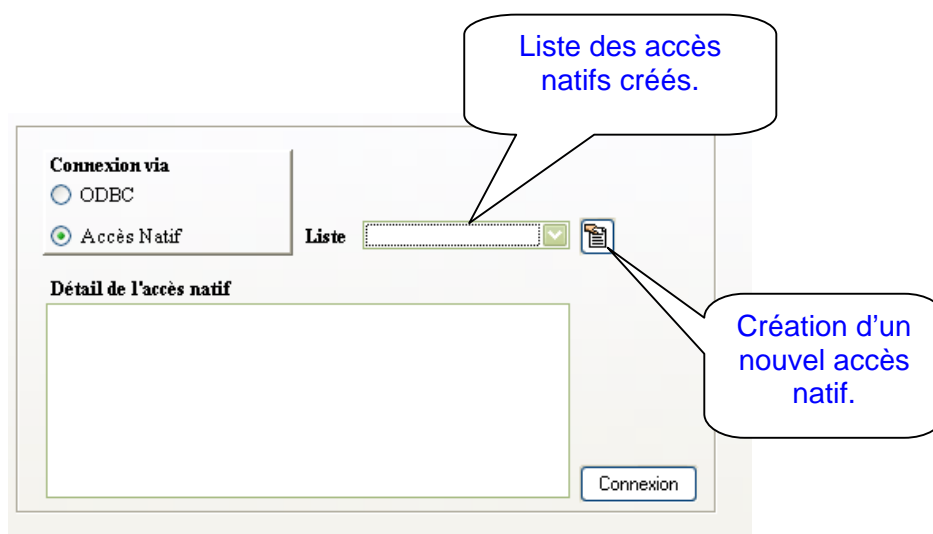 Liste des accès
natifs créés.
Connexion via
ODBC
Accès Natif
Liste
Détail de l'accès natif
Création d'un
nouvel accès
natif.
Connexion